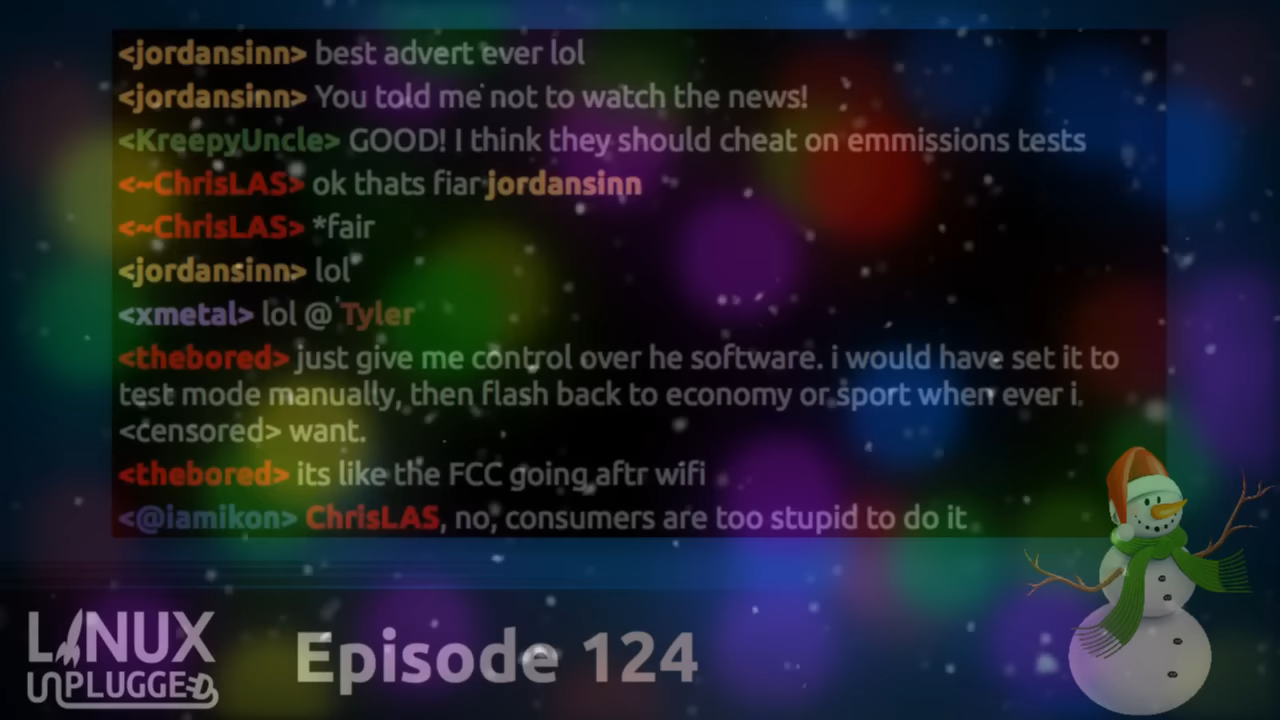 <jordansinn> best advert ever lol
<jordansinn> You told me not to watch the news!
<KreepyUncle> GOOD! I think they should cheat on emmissions tests
<~ChrisLAS> ok thats fiar jordansinn
<~ChrisLAS> *fair
<jordansinn> lol
<xmetal> lol @ Tyler
<thebored> just give me control over he software. i would have set it to
test mode manually, then flash back to economy or sport when ever i.
<censored> want.
<thebored> its like the FCC going aftr wifi
<@iamikon> ChrisLAS, no, consumers are too stupid to do it
LINUX
UNPLUGGED
Episode 124